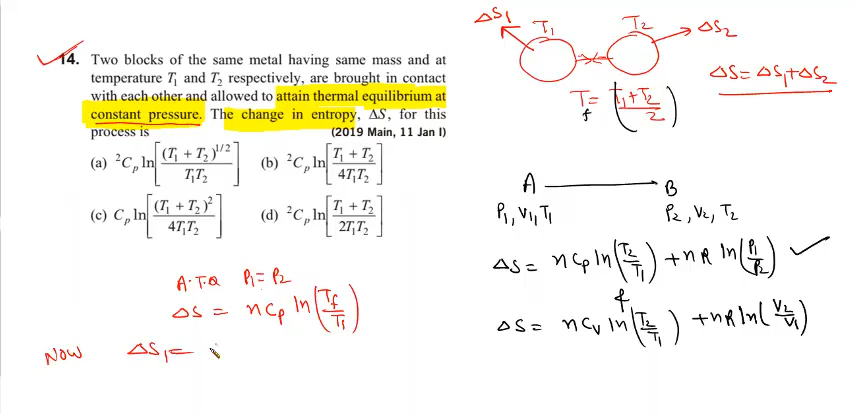 14. Two blocks of the same metal having same mass and at
temperature T₁ and T₂ respectively, are brought in contact
with each other and allowed to attain thermal equilibrium at
constant pressure. The change in entropy, ΔS, for this
process is (2019 Main, 11 Jan I)
(a) ²Cₚ ln[(T₁ + T₂)^1/2 / T₁T₂] (b) ²Cₚ ln[T₁ + T₂ / 4T₁T₂]
(c) Cₚ ln[(T₁ + T₂)² / 4T₁T₂] (d) ²Cₚ ln[T₁ + T₂ / 2T₁T₂]
A.T.Q P₁ = P₂
ΔS = nCp ln(Tf/T₁)
NOW ΔS₁ =
ΔS₁ T₁ T₂ ΔS₂
ΔS = ΔS₁ + ΔS₂
Tf = (T₁ + T₂ / 2)
A B
P₁, V₁, T₁ P₂, V₂, T₂
ΔS = nCp ln(T₂/T₁) + nR ln(P₁/P₂)
f
ΔS = nCv ln(T₂/T₁) + nR ln(V₂/V₁)